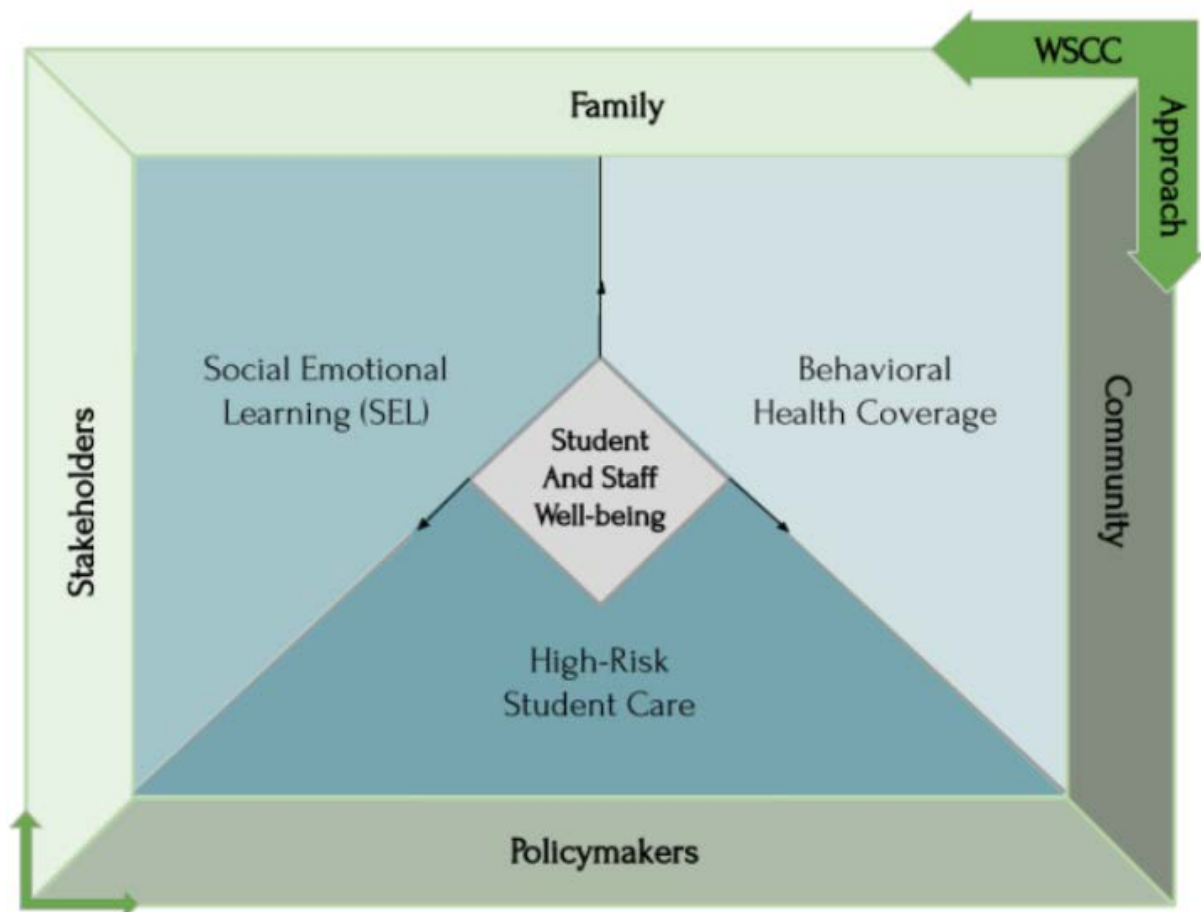 WSCC
Approach
Family
Stakeholders
Social Emotional
Learning (SEL)
Behavioral
Health Coverage
Student
And Staff
Well-being
Community
High-Risk
Student Care
Policymakers